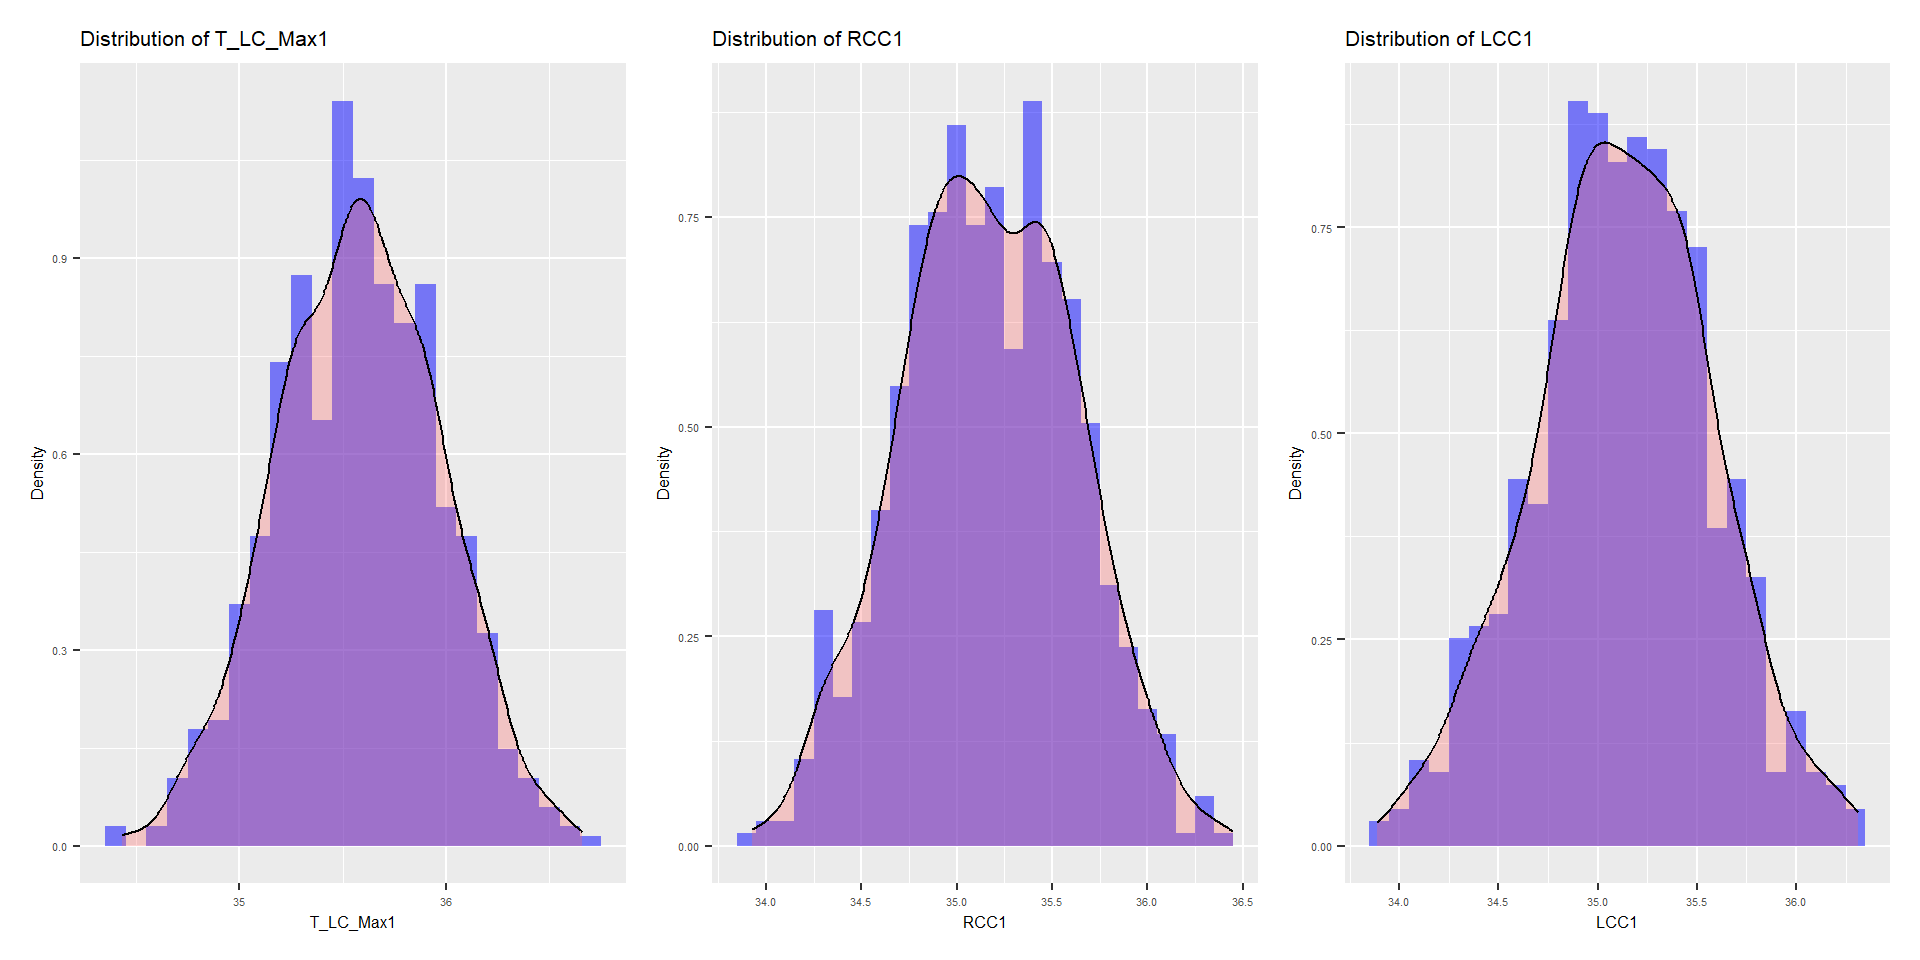 Distribution of T_LC_Max1
Density
0.9
0.6
0.3
0.0
35 36
T_LC_Max1
Distribution of RCC1
Density
0.75
0.50
0.25
0.00
34.0 34.5 35.0 35.5 36.0 36.5
RCC1
Distribution of LCC1
Density
0.75
0.50
0.25
0.00
34.0 34.5 35.0 35.5 36.0
LCC1